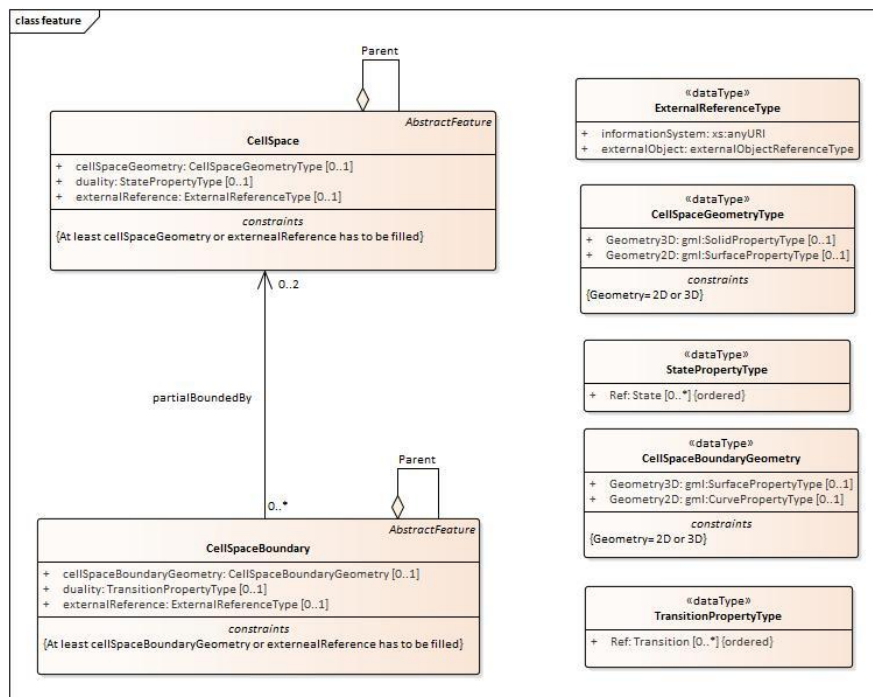 class feature
Parent
AbstractFeature
CellSpace
+ cellSpaceGeometry: CellSpaceGeometryType [0..1]
+ duality: StatePropertyType [0..1]
+ externalReference: ExternalReferenceType [0..1]
constraints
{At least cellSpaceGeometry or externealReference has to be filled}
0..2
partialBoundedBy
Parent
0..*
AbstractFeature
CellSpaceBoundary
+ cellSpaceBoundaryGeometry: CellSpaceBoundaryGeometry [0..1]
+ duality: TransitionPropertyType [0..1]
+ externalReference: ExternalReferenceType [0..1]
constraints
{At least cellSpaceBoundaryGeometry or externealReference has to be filled}
«dataType»
ExternalReferenceType
+ informationSystem: xs:anyURI
+ externalObject: externalObjectReferenceType
«dataType»
CellSpaceGeometryType
+ Geometry3D: gml:SolidPropertyType [0..1]
+ Geometry2D: gml:SurfacePropertyType [0..1]
constraints
{Geometry= 2D or 3D}
«dataType»
StatePropertyType
+ Ref: State [0..*] {ordered}
«dataType»
CellSpaceBoundaryGeometry
+ Geometry3D: gml:SurfacePropertyType [0..1]
+ Geometry2D: gml:CurvePropertyType [0..1]
constraints
{Geometry= 2D or 3D}
«dataType»
TransitionPropertyType
+ Ref: Transition [0..*] {ordered}